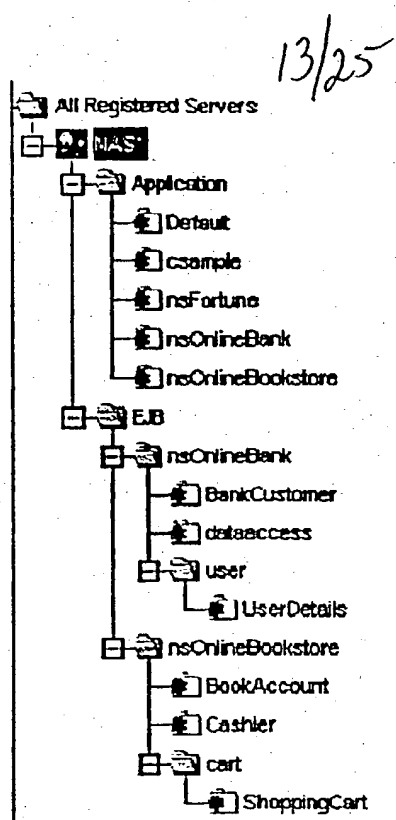 13/25
All Registered Servers
NAS1
Application
Default
csample
nsFortune
nsOnlineBank
nsOnlineBookstore
EJB
nsOnlineBank
BankCustomer
dataaccess
user
UserDetails
nsOnlineBookstore
BookAccount
Cashier
cart
ShoppingCart